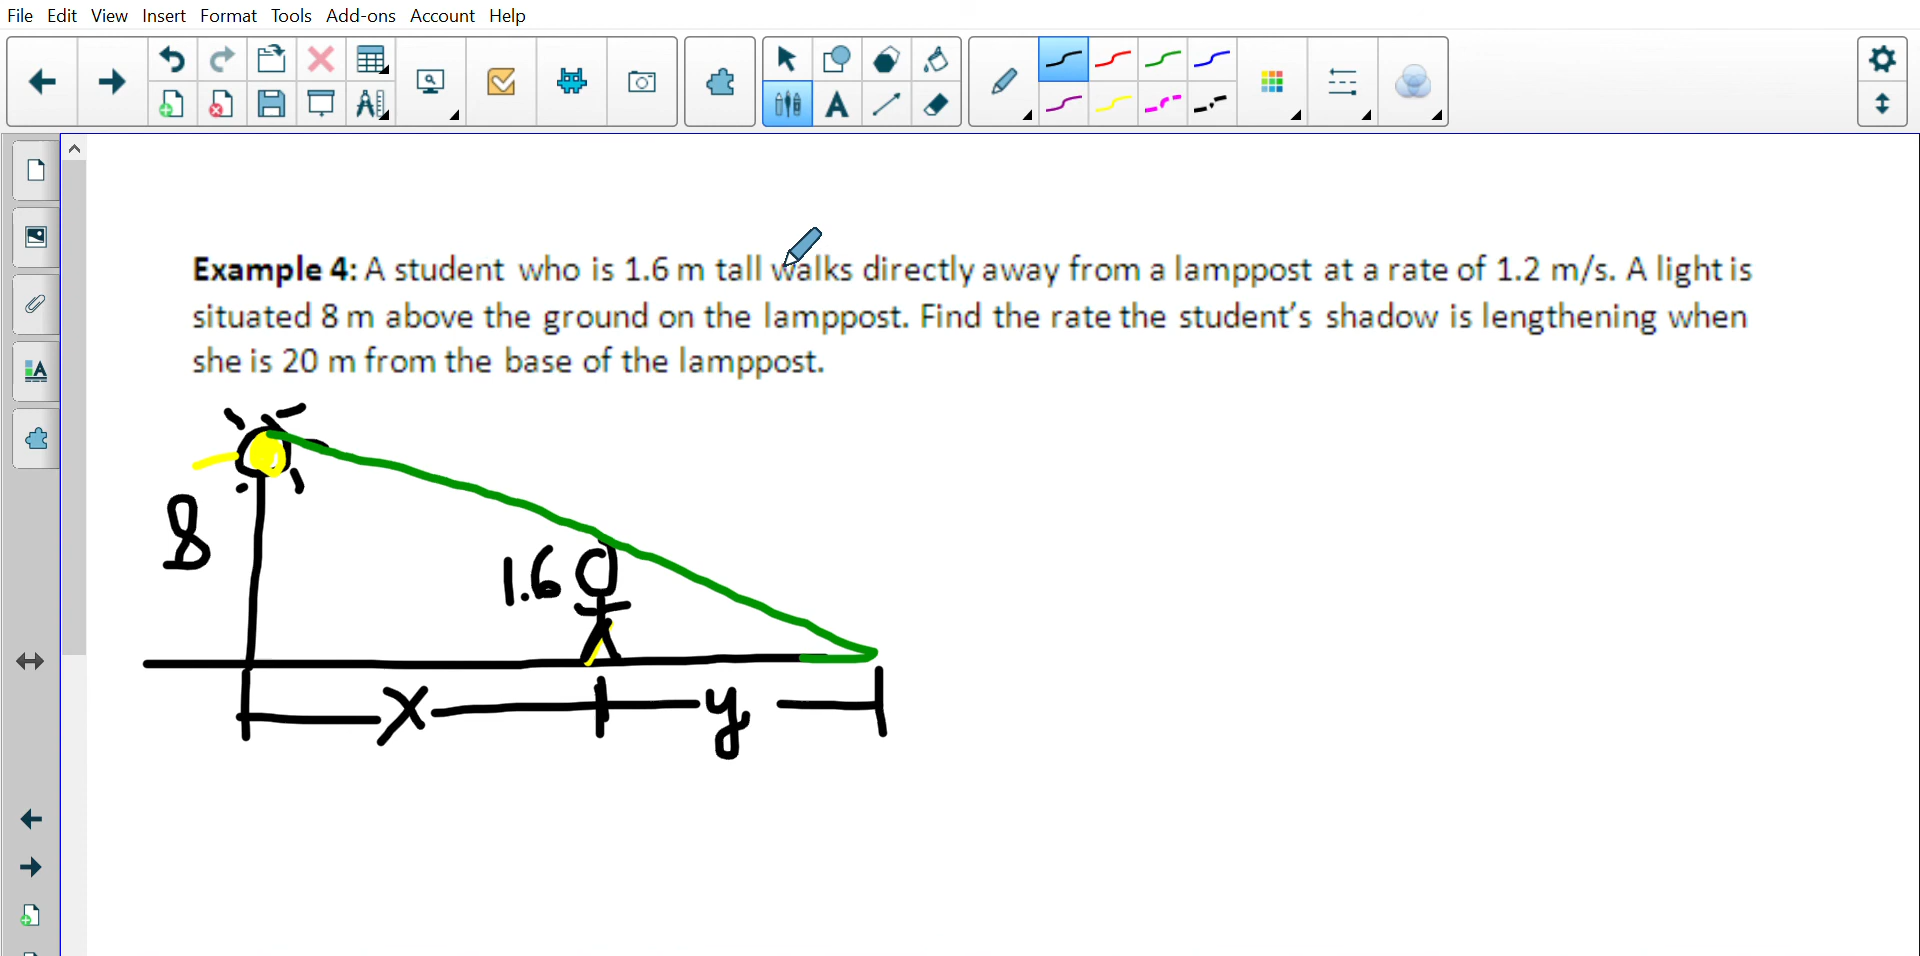 File Edit View Insert Format Tools Add-ons Account Help
Example 4: A student who is 1.6 m tall walks directly away from a lamppost at a rate of 1.2 m/s. A light is
situated 8 m above the ground on the lamppost. Find the rate the student's shadow is lengthening when
she is 20 m from the base of the lamppost.
8
1.6
x y